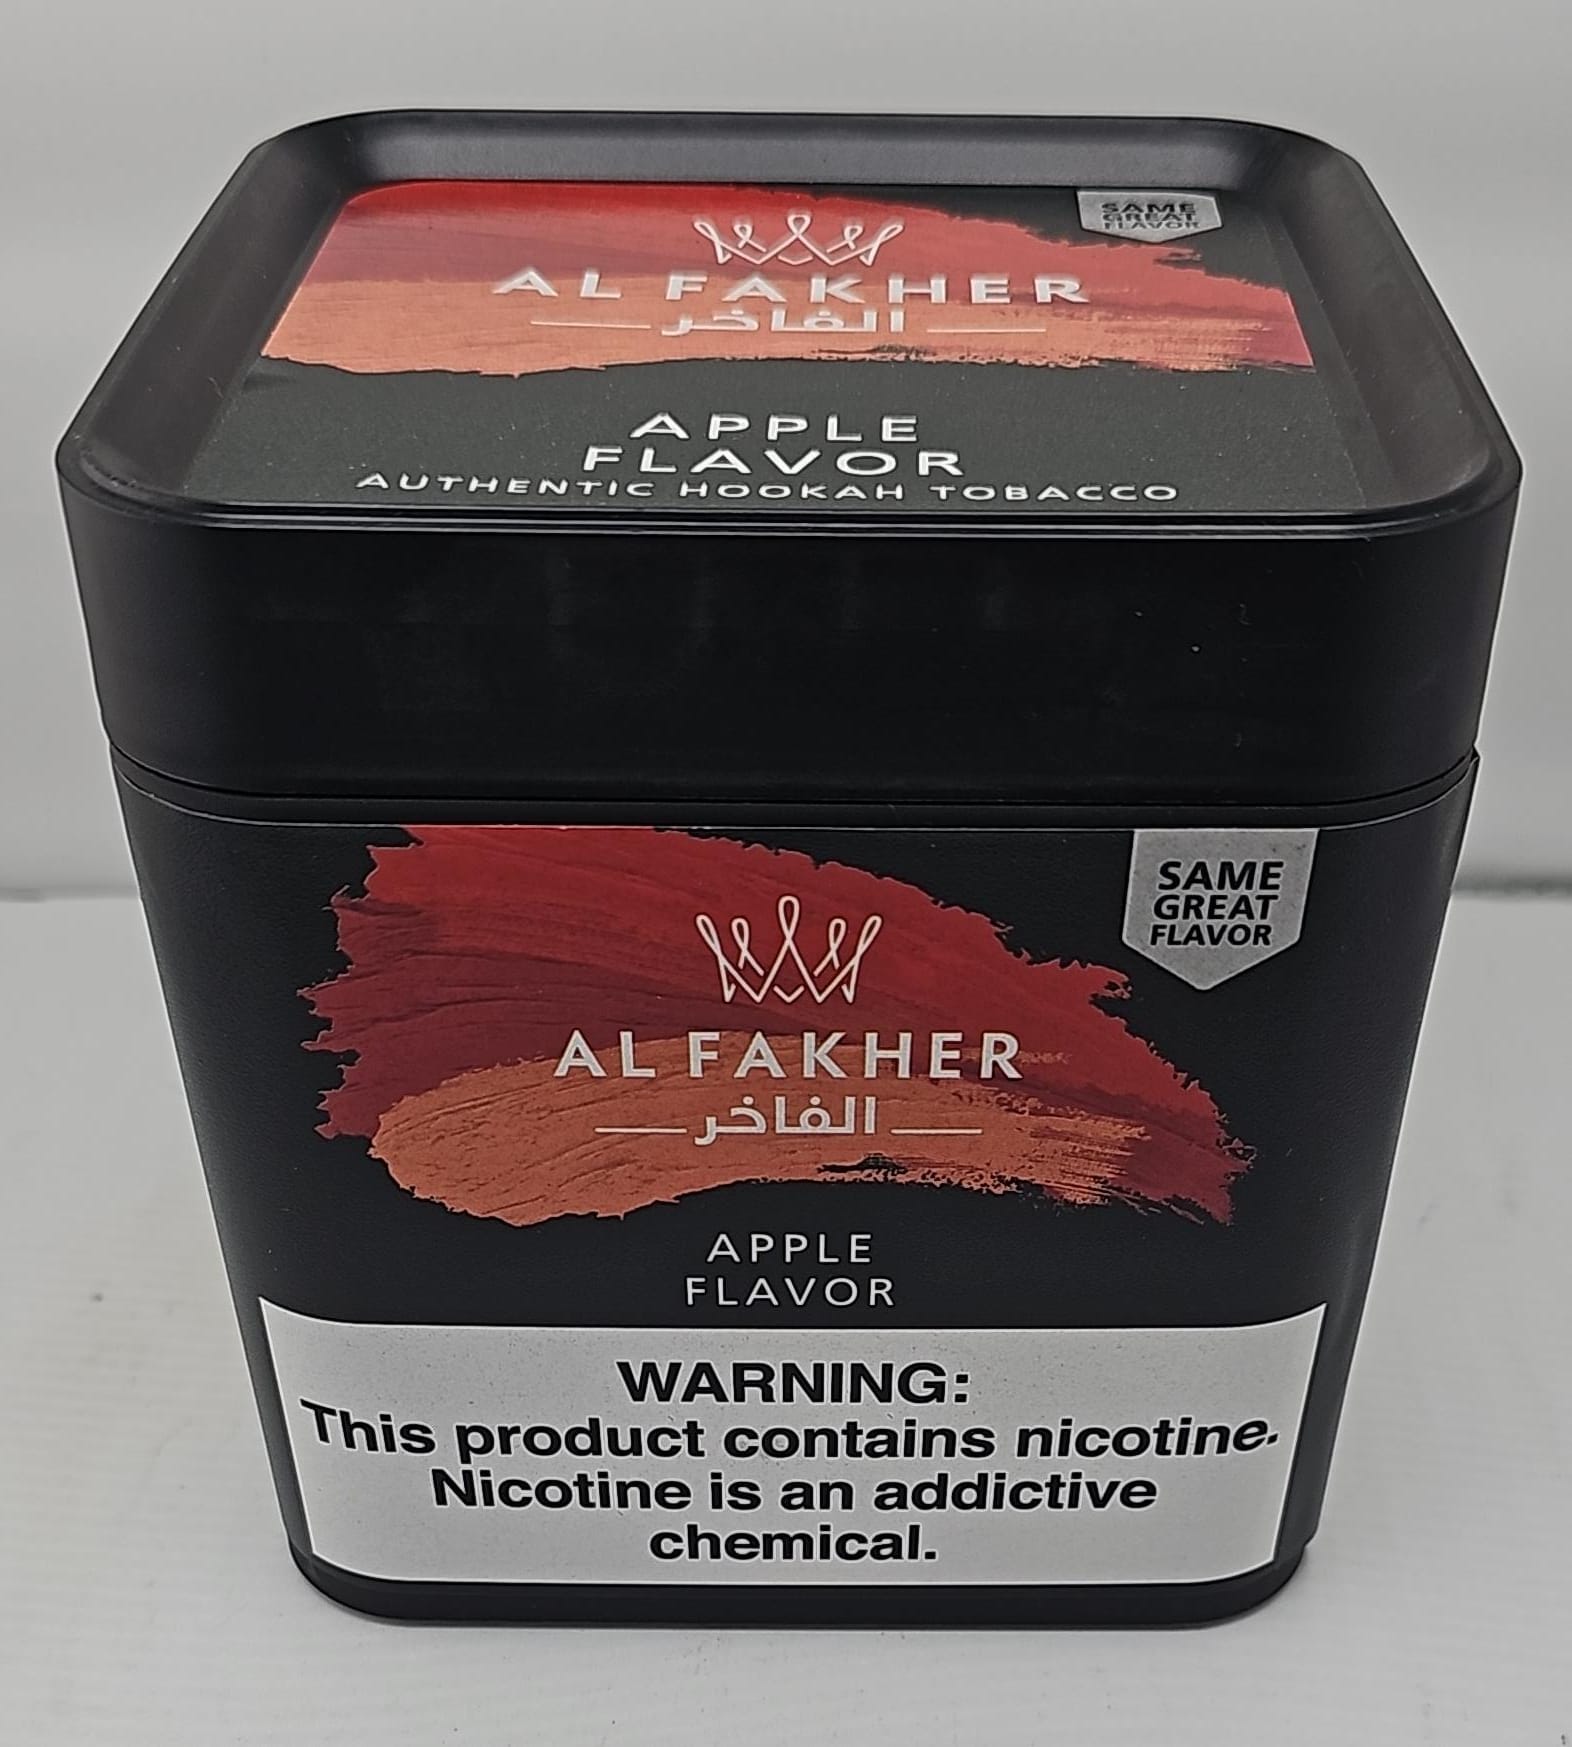 SAME
GREAT
FLAVOR
AL FAKHER
الفاخر
APPLE
FLAVOR
AUTHENTIC HOOKAH TOBACCO
SAME
GREAT
FLAVOR
AL FAKHER
الفاخر
APPLE
FLAVOR
WARNING:
This product contains nicotine.
Nicotine is an addictive
chemical.